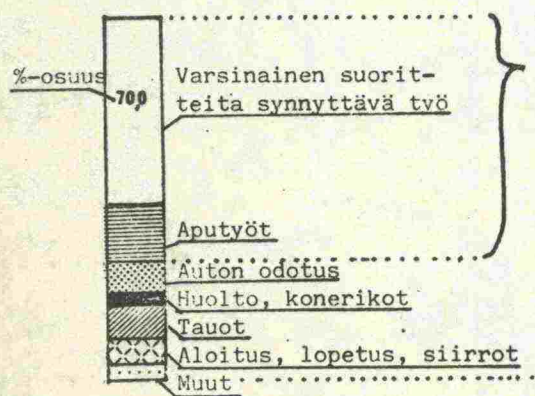 %-osuus
70,0
Varsinainen suorit-
teita synnyttävä työ
Aputyöt
Auton odotus
Huolto, konerikot
Tauot
Aloitus, lopetus, siirrot
Muut